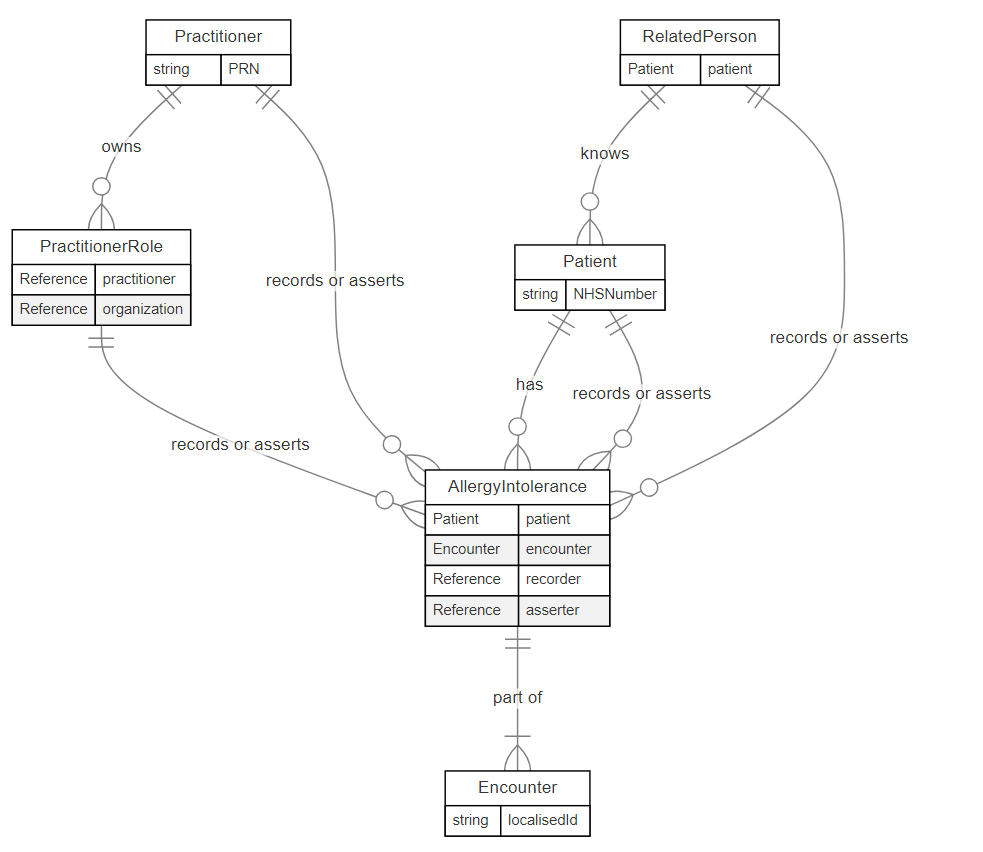 Practitioner
string PRN
RelatedPerson
Patient patient
owns
knows
PractitionerRole
Reference practitioner
Reference organization
Patient
string NHSNumber
records or asserts
records or asserts
has
records or asserts
records or asserts
AllergyIntolerance
Patient patient
Encounter encounter
Reference recorder
Reference asserter
part of
Encounter
string localisedId